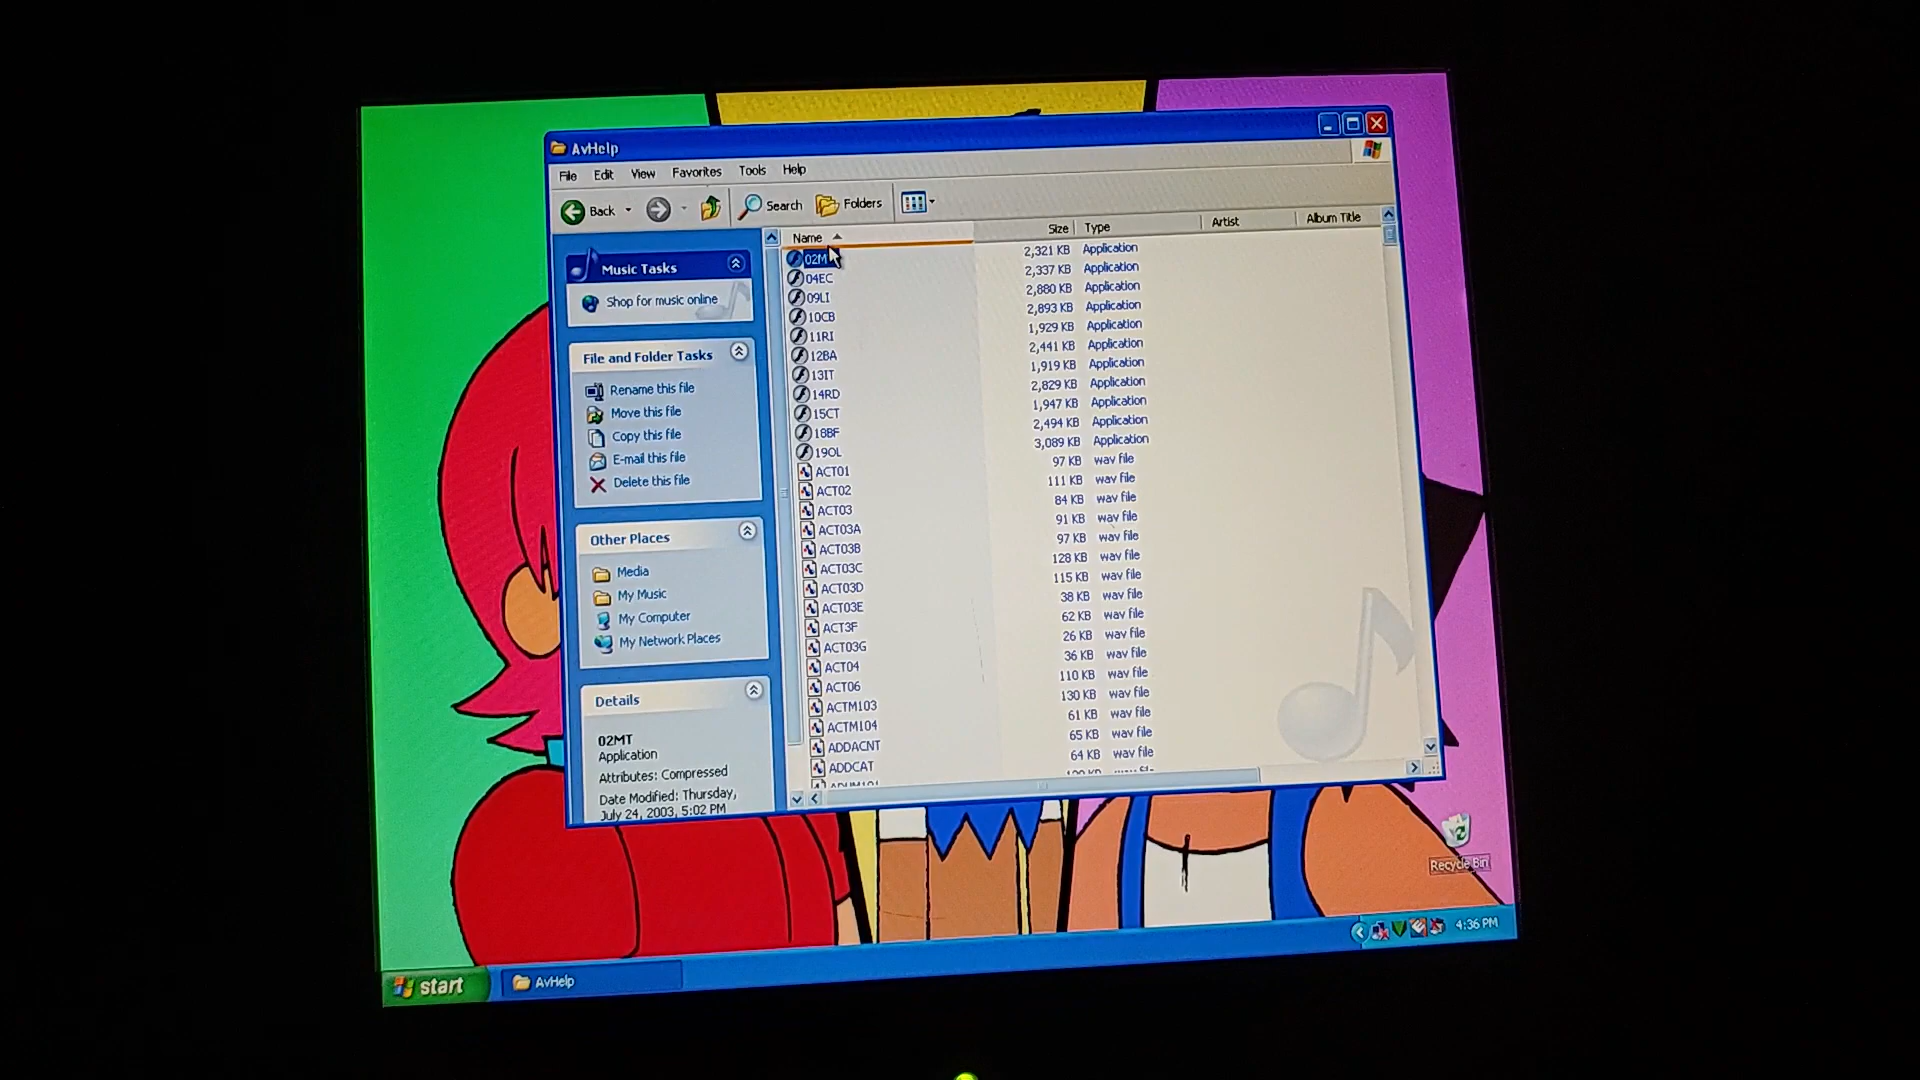 AvHelp
File Edit View Favorites Tools Help
Back Search Folders
Name Size Type Artist Album Title
Music Tasks
Shop for music online
File and Folder Tasks
Rename this file
Move this file
Copy this file
E-mail this file
Delete this file
Other Places
Media
My Music
My Computer
My Network Places
Details
02MT
Application
Attributes: Compressed
Date Modified: Thursday,
July 24, 2003, 5:02 PM
02M 2,321 KB Application
04EC 2,337 KB Application
09LI 2,880 KB Application
10CB 2,893 KB Application
11RI 1,929 KB Application
12BA 2,441 KB Application
13IT 1,919 KB Application
14RD 2,829 KB Application
15CT 1,947 KB Application
18BF 2,494 KB Application
19OL 3,089 KB Application
ACT01 97 KB wav file
ACT02 111 KB wav file
ACT03 84 KB wav file
ACT03A 91 KB wav file
ACT03B 97 KB wav file
ACT03C 128 KB wav file
ACT03D 115 KB wav file
ACT03E 38 KB wav file
ACT3F 62 KB wav file
ACT03G 26 KB wav file
ACT04 36 KB wav file
ACT06 110 KB wav file
ACTM103 130 KB wav file
ACTM104 61 KB wav file
ADDACNT 65 KB wav file
ADDCAT 64 KB wav file
Recycle Bin
start AvHelp 4:36 PM